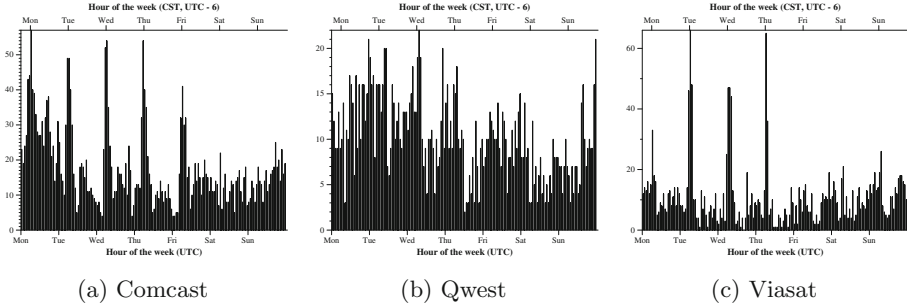 Hour of the week (CST, UTC - 6)
Mon Tue Wed Thu Fri Sat Sun
50
40
30
20
10
0
Mon Tue Wed Thu Fri Sat Sun
Hour of the week (UTC)
(a) Comcast
Hour of the week (CST, UTC - 6)
Mon Tue Wed Thu Fri Sat Sun
20
15
10
5
0
Mon Tue Wed Thu Fri Sat Sun
Hour of the week (UTC)
(b) Qwest
Hour of the week (CST, UTC - 6)
Mon Tue Wed Thu Fri Sat Sun
60
40
20
0
Mon Tue Wed Thu Fri Sat Sun
Hour of the week (UTC)
(c) Viasat